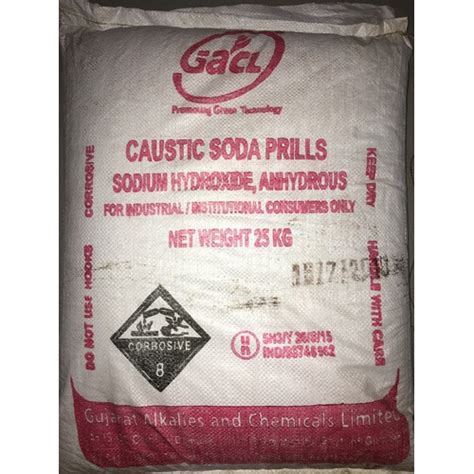 GACL
Promoting Green Technology
CAUSTIC SODA PRILLS
SODIUM HYDROXIDE, ANHYDROUS
FOR INDUSTRIAL / INSTITUTIONAL CONSUMERS ONLY
NET WEIGHT 25 KG
DO NOT USE HOOKS
CORROSIVE
KEEP DRY
HANDLE WITH CARE
CORROSIVE
8
Gujarat Alkalies and Chemicals Limited